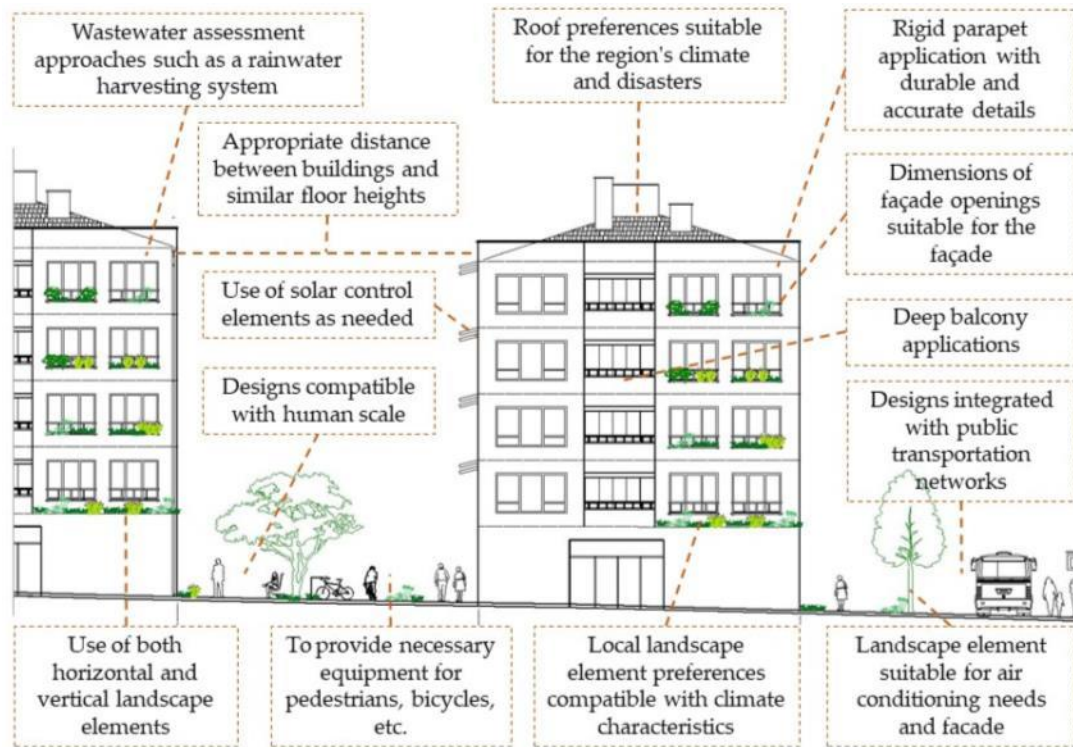 Wastewater assessment
approaches such as a rainwater
harvesting system
Roof preferences suitable
for the region's climate
and disasters
Rigid parapet
application with
durable and
accurate details
Appropriate distance
between buildings and
similar floor heights
Dimensions of
façade openings
suitable for the
façade
Use of solar control
elements as needed
Deep balcony
applications
Designs compatible
with human scale
Designs integrated
with public
transportation
networks
Use of both
horizontal and
vertical landscape
elements
To provide necessary
equipment for
pedestrians, bicycles,
etc.
Local landscape
element preferences
compatible with climate
characteristics
Landscape element
suitable for air
conditioning needs
and facade